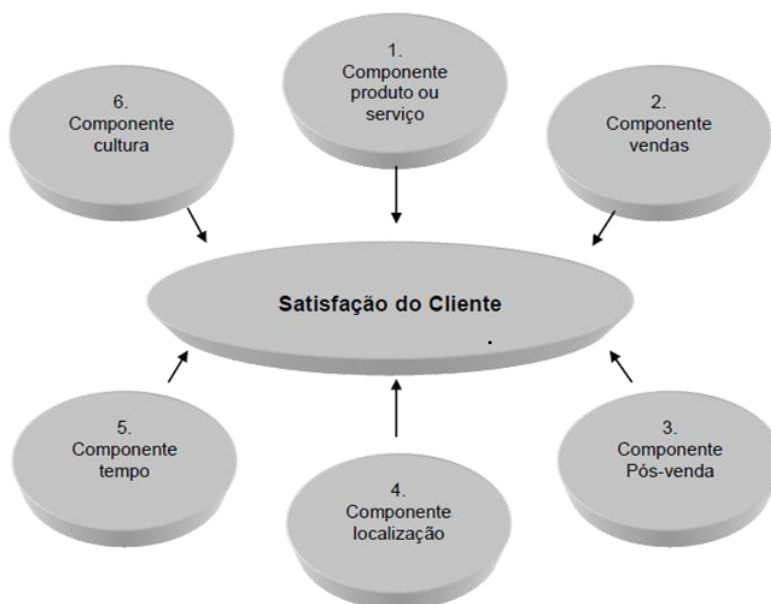 1.
Componente
produto ou
serviço
2.
Componente
vendas
6.
Componente
cultura
Satisfação do Cliente
5.
Componente
tempo
4.
Componente
localização
3.
Componente
Pós-venda